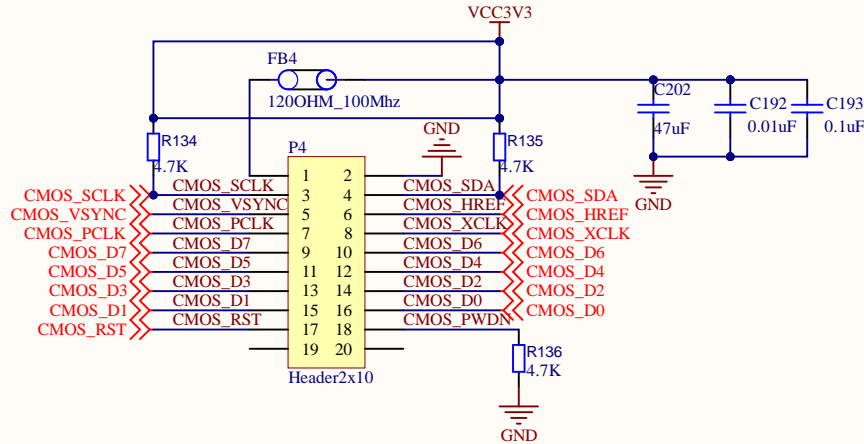 VCC3V3
FB4
120OHM_100Mhz
C202
47uF
C192
0.01uF
C193
0.1uF
GND
R134
4.7K
P4
GND
R135
4.7K
1 2
3 4
5 6
7 8
9 10
11 12
13 14
15 16
17 18
19 20
CMOS_SCLK CMOS_SCLK CMOS_SDA CMOS_SDA
CMOS_VSYNC CMOS_VSYNC CMOS_HREF CMOS_HREF
CMOS_PCLK CMOS_PCLK CMOS_XCLK CMOS_XCLK
CMOS_D7 CMOS_D7 CMOS_D6 CMOS_D6
CMOS_D5 CMOS_D5 CMOS_D4 CMOS_D4
CMOS_D3 CMOS_D3 CMOS_D2 CMOS_D2
CMOS_D1 CMOS_D1 CMOS_D0 CMOS_D0
CMOS_RST CMOS_RST CMOS_PWDN
R136
4.7K
Header2x10
GND